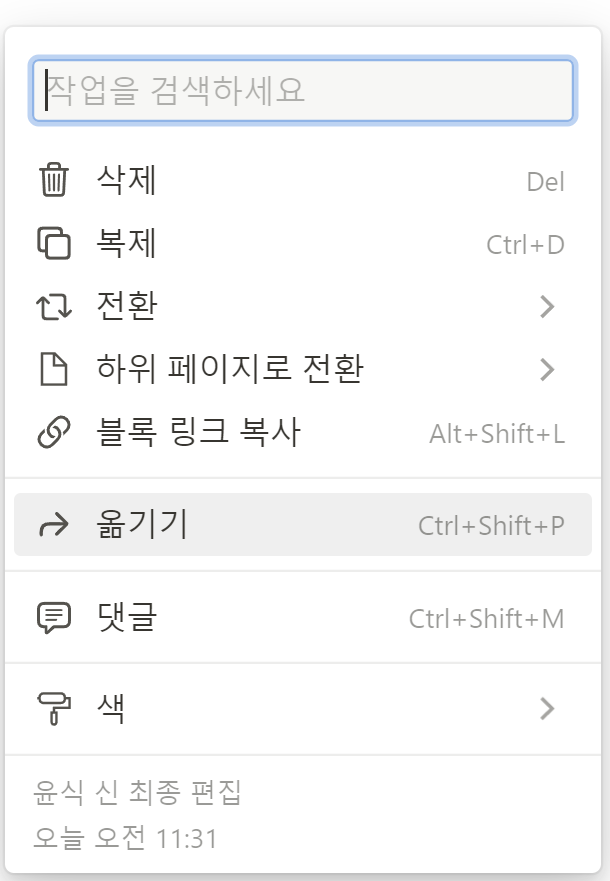 작업을 검색하세요
삭제 Del
복제 Ctrl+D
전환
하위 페이지로 전환
블록 링크 복사 Alt+Shift+L
옮기기 Ctrl+Shift+P
댓글 Ctrl+Shift+M
색
윤식 신 최종 편집
오늘 오전 11:31